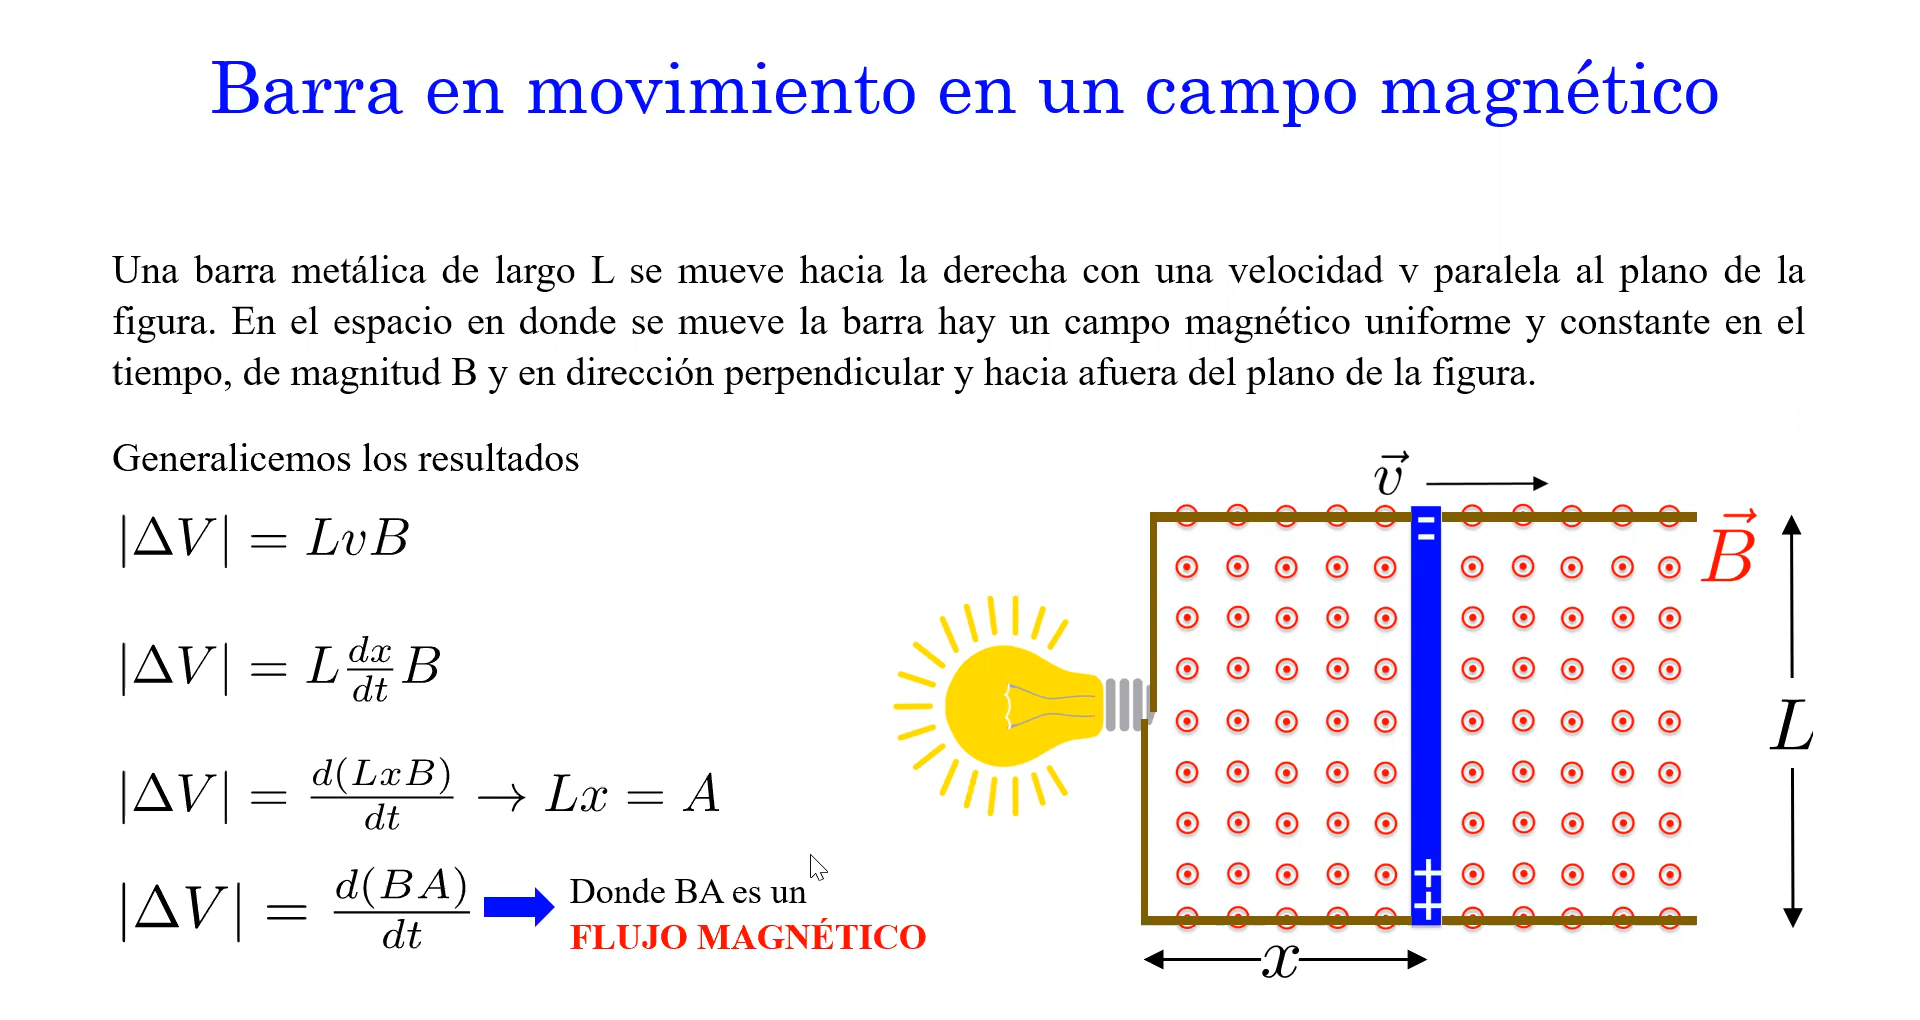 Barra en movimiento en un campo magnético
Una barra metálica de largo L se mueve hacia la derecha con una velocidad v paralela al plano de la
figura. En el espacio en donde se mueve la barra hay un campo magnético uniforme y constante en el
tiempo, de magnitud B y en dirección perpendicular y hacia afuera del plano de la figura.
Generalicemos los resultados
|ΔV| = LvB
|ΔV| = L dx/dt B
|ΔV| = d(LxB)/dt → Lx = A
|ΔV| = d(BA)/dt
Donde BA es un
FLUJO MAGNÉTICO
v⃗
B⃗
L
x
- -
+ +